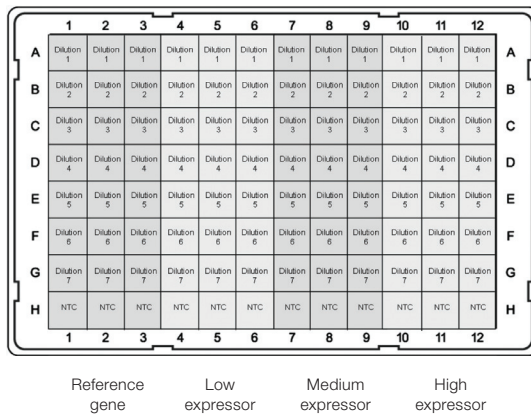 1 2 3 4 5 6 7 8 9 10 11 12
A Dilution 1 Dilution 1 Dilution 1 Dilution 1 Dilution 1 Dilution 1 Dilution 1 Dilution 1 Dilution 1 Dilution 1 Dilution 1 Dilution 1 A
B Dilution 2 Dilution 2 Dilution 2 Dilution 2 Dilution 2 Dilution 2 Dilution 2 Dilution 2 Dilution 2 Dilution 2 Dilution 2 Dilution 2 B
C Dilution 3 Dilution 3 Dilution 3 Dilution 3 Dilution 3 Dilution 3 Dilution 3 Dilution 3 Dilution 3 Dilution 3 Dilution 3 Dilution 3 C
D Dilution 4 Dilution 4 Dilution 4 Dilution 4 Dilution 4 Dilution 4 Dilution 4 Dilution 4 Dilution 4 Dilution 4 Dilution 4 Dilution 4 D
E Dilution 5 Dilution 5 Dilution 5 Dilution 5 Dilution 5 Dilution 5 Dilution 5 Dilution 5 Dilution 5 Dilution 5 Dilution 5 Dilution 5 E
F Dilution 6 Dilution 6 Dilution 6 Dilution 6 Dilution 6 Dilution 6 Dilution 6 Dilution 6 Dilution 6 Dilution 6 Dilution 6 Dilution 6 F
G Dilution 7 Dilution 7 Dilution 7 Dilution 7 Dilution 7 Dilution 7 Dilution 7 Dilution 7 Dilution 7 Dilution 7 Dilution 7 Dilution 7 G
H NTC NTC NTC NTC NTC NTC NTC NTC NTC NTC NTC NTC H
1 2 3 4 5 6 7 8 9 10 11 12
Reference gene
Low expressor
Medium expressor
High expressor